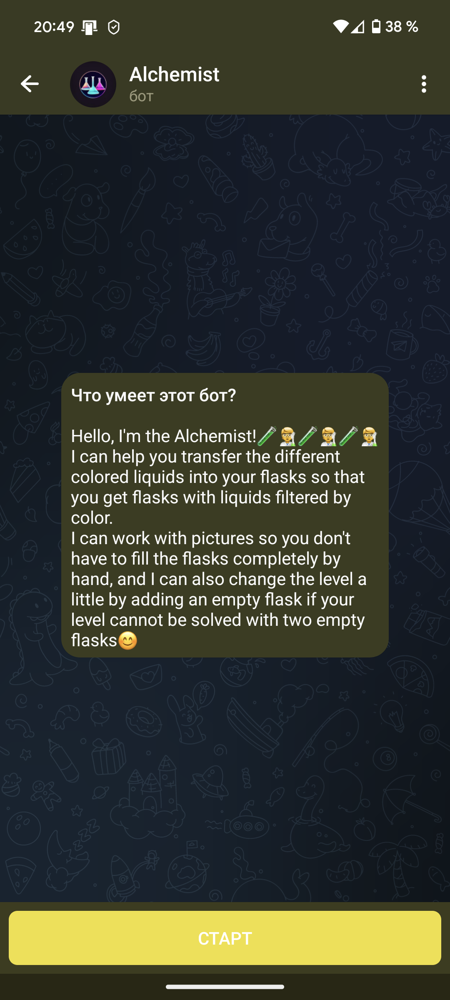 20:49
38 %
Alchemist
бот
Что умеет этот бот?
Hello, I'm the Alchemist!🧪👨‍🔬🧪👨‍🔬🧪👨‍🔬
I can help you transfer the different
colored liquids into your flasks so that
you get flasks with liquids filtered by
color.
I can work with pictures so you don't
have to fill the flasks completely by
hand, and I can also change the level a
little by adding an empty flask if your
level cannot be solved with two empty
flasks😊
СТАРТ